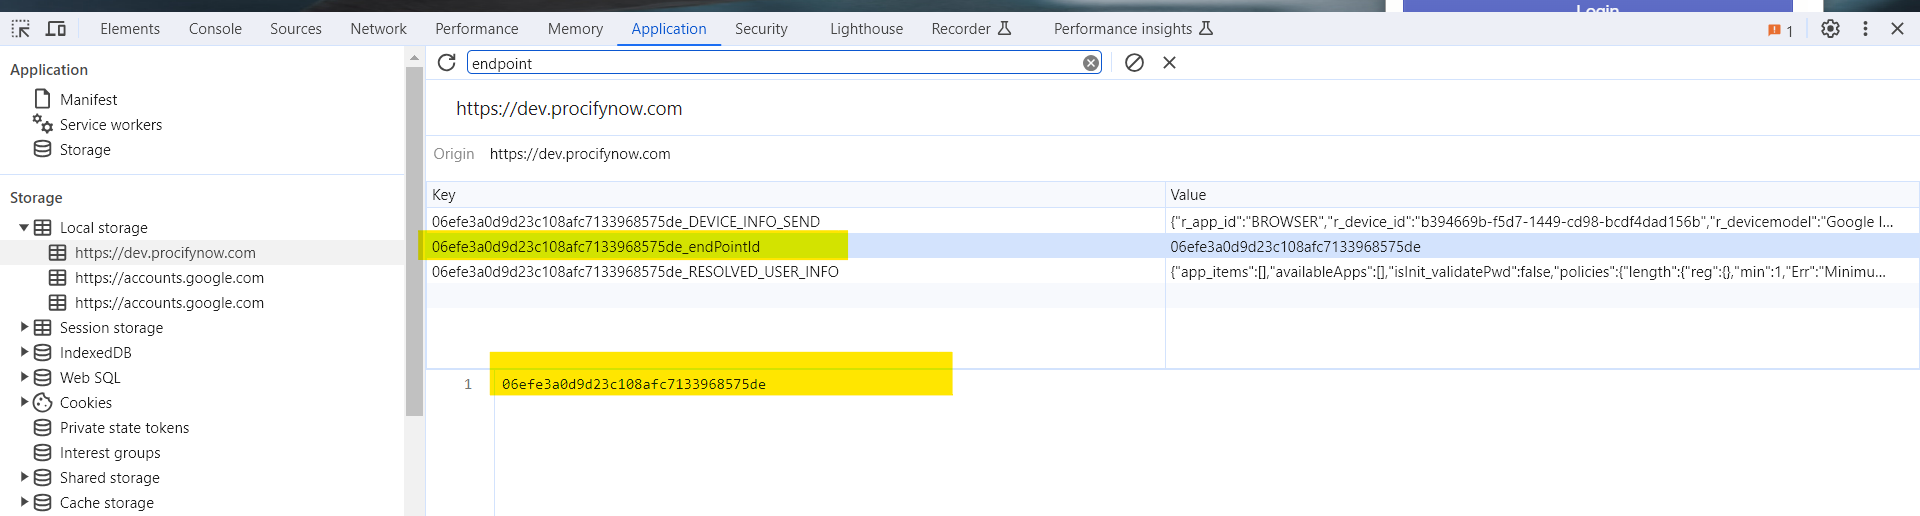 Login
Elements Console Sources Network Performance Memory Application Security Lighthouse Recorder Performance insights 1
Application
Manifest
Service workers
Storage
Storage
Local storage
https://dev.procifynow.com
https://accounts.google.com
https://accounts.google.com
Session storage
IndexedDB
Web SQL
Cookies
Private state tokens
Interest groups
Shared storage
Cache storage
endpoint
https://dev.procifynow.com
Origin https://dev.procifynow.com
Key Value
06efe3a0d9d23c108afc7133968575de_DEVICE_INFO_SEND {"r_app_id":"BROWSER","r_device_id":"b394669b-f5d7-1449-cd98-bcdf4dad156b","r_devicemodel":"Google I...
06efe3a0d9d23c108afc7133968575de_endPointId 06efe3a0d9d23c108afc7133968575de
06efe3a0d9d23c108afc7133968575de_RESOLVED_USER_INFO {"app_items":[],"availableApps":[],"isInit_validatePwd":false,"policies":{"length":{"reg":{},"min":1,"Err":"Minimu...
1 06efe3a0d9d23c108afc7133968575de